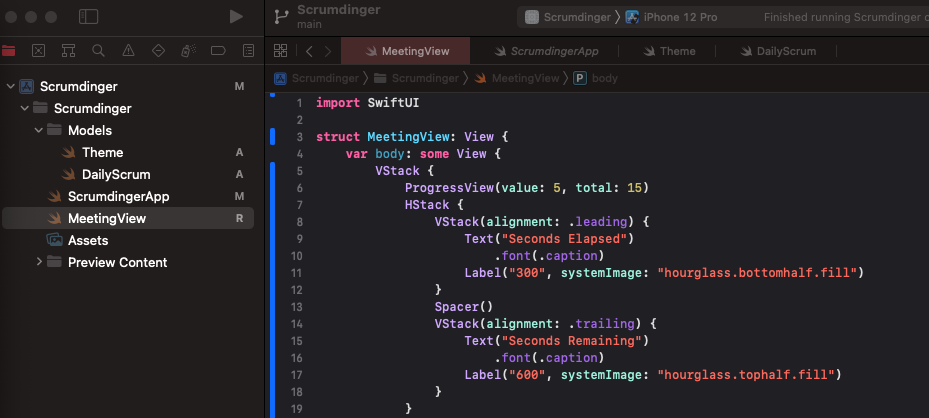 Scrumdinger
main
Scrumdinger
iPhone 12 Pro
Finished running Scrumdinger
MeetingView
ScrumdingerApp
Theme
DailyScrum
Scrumdinger
Scrumdinger
MeetingView
P
body
Scrumdinger M
Scrumdinger
Models
Theme A
DailyScrum A
ScrumdingerApp M
MeetingView R
Assets
Preview Content
1 import SwiftUI
2
3 struct MeetingView: View {
4 var body: some View {
5 VStack {
6 ProgressView(value: 5, total: 15)
7 HStack {
8 VStack(alignment: .leading) {
9 Text("Seconds Elapsed")
10 .font(.caption)
11 Label("300", systemImage: "hourglass.bottomhalf.fill")
12 }
13 Spacer()
14 VStack(alignment: .trailing) {
15 Text("Seconds Remaining")
16 .font(.caption)
17 Label("600", systemImage: "hourglass.tophalf.fill")
18 }
19 }